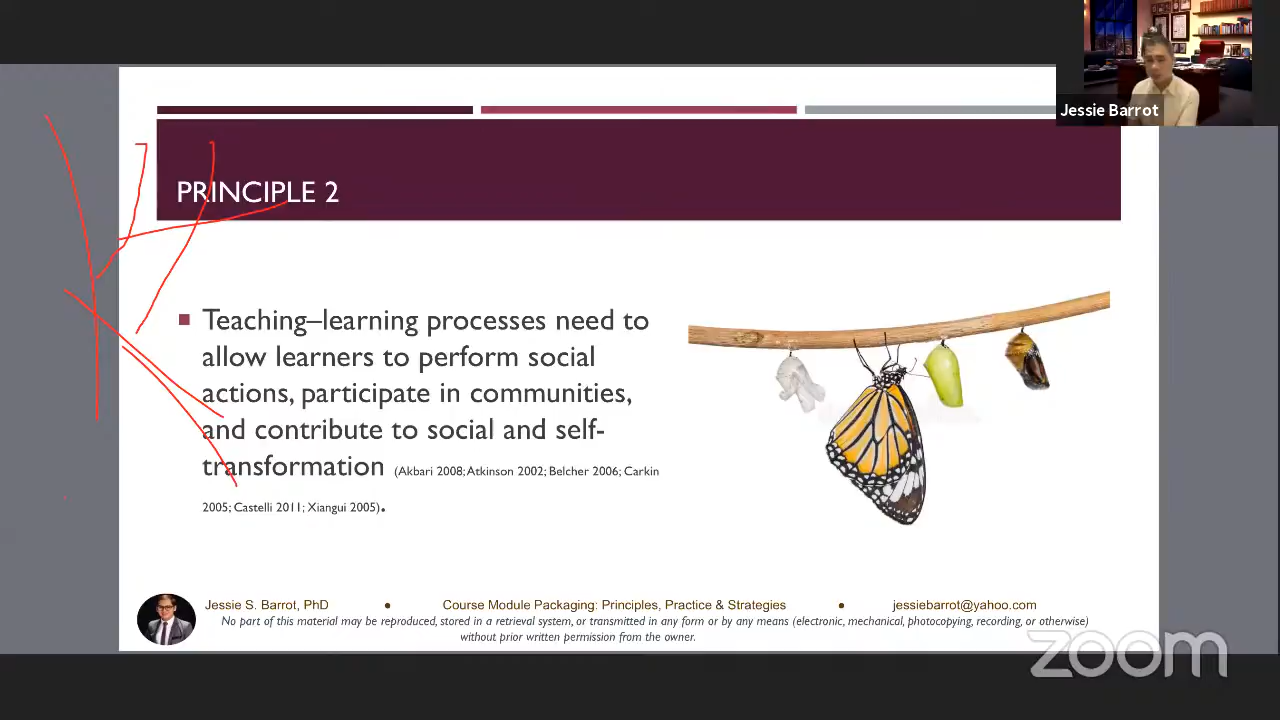 Jessie Barrot
PRINCIPLE 2
Teaching–learning processes need to
allow learners to perform social
actions, participate in communities,
and contribute to social and self-
transformation (Akbari 2008; Atkinson 2002; Belcher 2006; Carkin
2005; Castelli 2011; Xiangui 2005).
Jessie S. Barrot, PhD • Course Module Packaging: Principles, Practice & Strategies • jessiebarrot@yahoo.com
No part of this material may be reproduced, stored in a retrieval system, or transmitted in any form or by any means (electronic, mechanical, photocopying, recording, or otherwise)
without prior written permission from the owner.
zoom